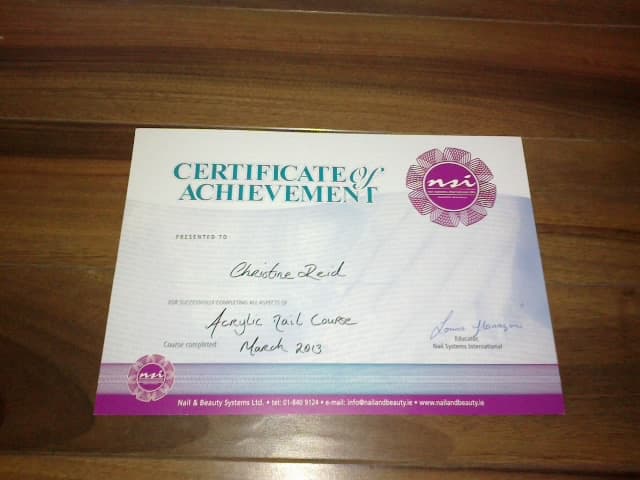 CERTIFICATE of
ACHIEVEMENT
nsi
PRESENTED TO
Christine Reid
FOR SUCCESSFULLY COMPLETING ALL ASPECTS OF
Acrylic Nail Course
Course completed March 2013
Educator,
Nail Systems International
nsi
Nail & Beauty Systems Ltd. • tel: 01-840 9124 • e-mail: info@nailandbeauty.ie • www.nailandbeauty.ie